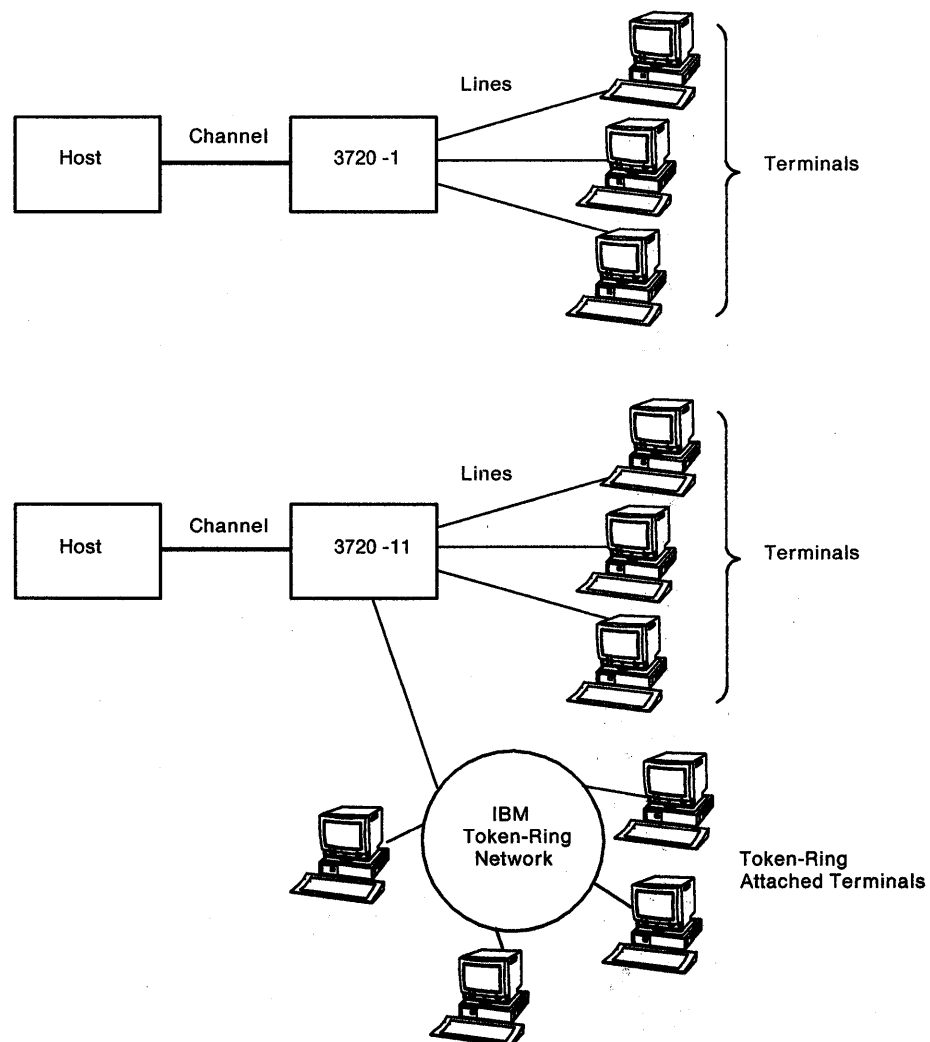 Lines
Host
Channel
3720 -1
Terminals
Lines
Host
Channel
3720 -11
Terminals
IBM
Token-Ring
Network
Token-Ring
Attached Terminals